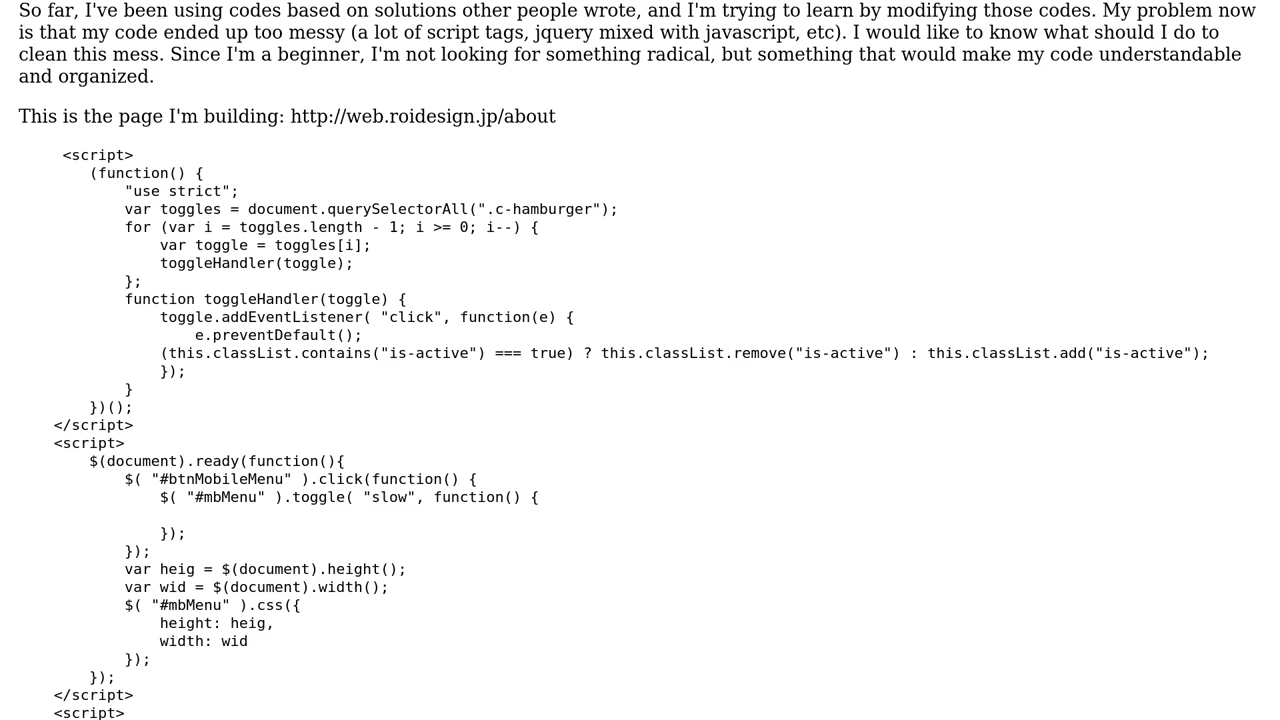 So far, I've been using codes based on solutions other people wrote, and I'm trying to learn by modifying those codes. My problem now
is that my code ended up too messy (a lot of script tags, jquery mixed with javascript, etc). I would like to know what should I do to
clean this mess. Since I'm a beginner, I'm not looking for something radical, but something that would make my code understandable
and organized.
This is the page I'm building: http://web.roidesign.jp/about
<script>
(function() {
"use strict";
var toggles = document.querySelectorAll(".c-hamburger");
for (var i = toggles.length - 1; i >= 0; i--) {
var toggle = toggles[i];
toggleHandler(toggle);
};
function toggleHandler(toggle) {
toggle.addEventListener( "click", function(e) {
e.preventDefault();
(this.classList.contains("is-active") === true) ? this.classList.remove("is-active") : this.classList.add("is-active");
});
}
})();
</script>
<script>
$(document).ready(function(){
$( "#btnMobileMenu" ).click(function() {
$( "#mbMenu" ).toggle( "slow", function() {
});
});
var heig = $(document).height();
var wid = $(document).width();
$( "#mbMenu" ).css({
height: heig,
width: wid
});
});
</script>
<script>